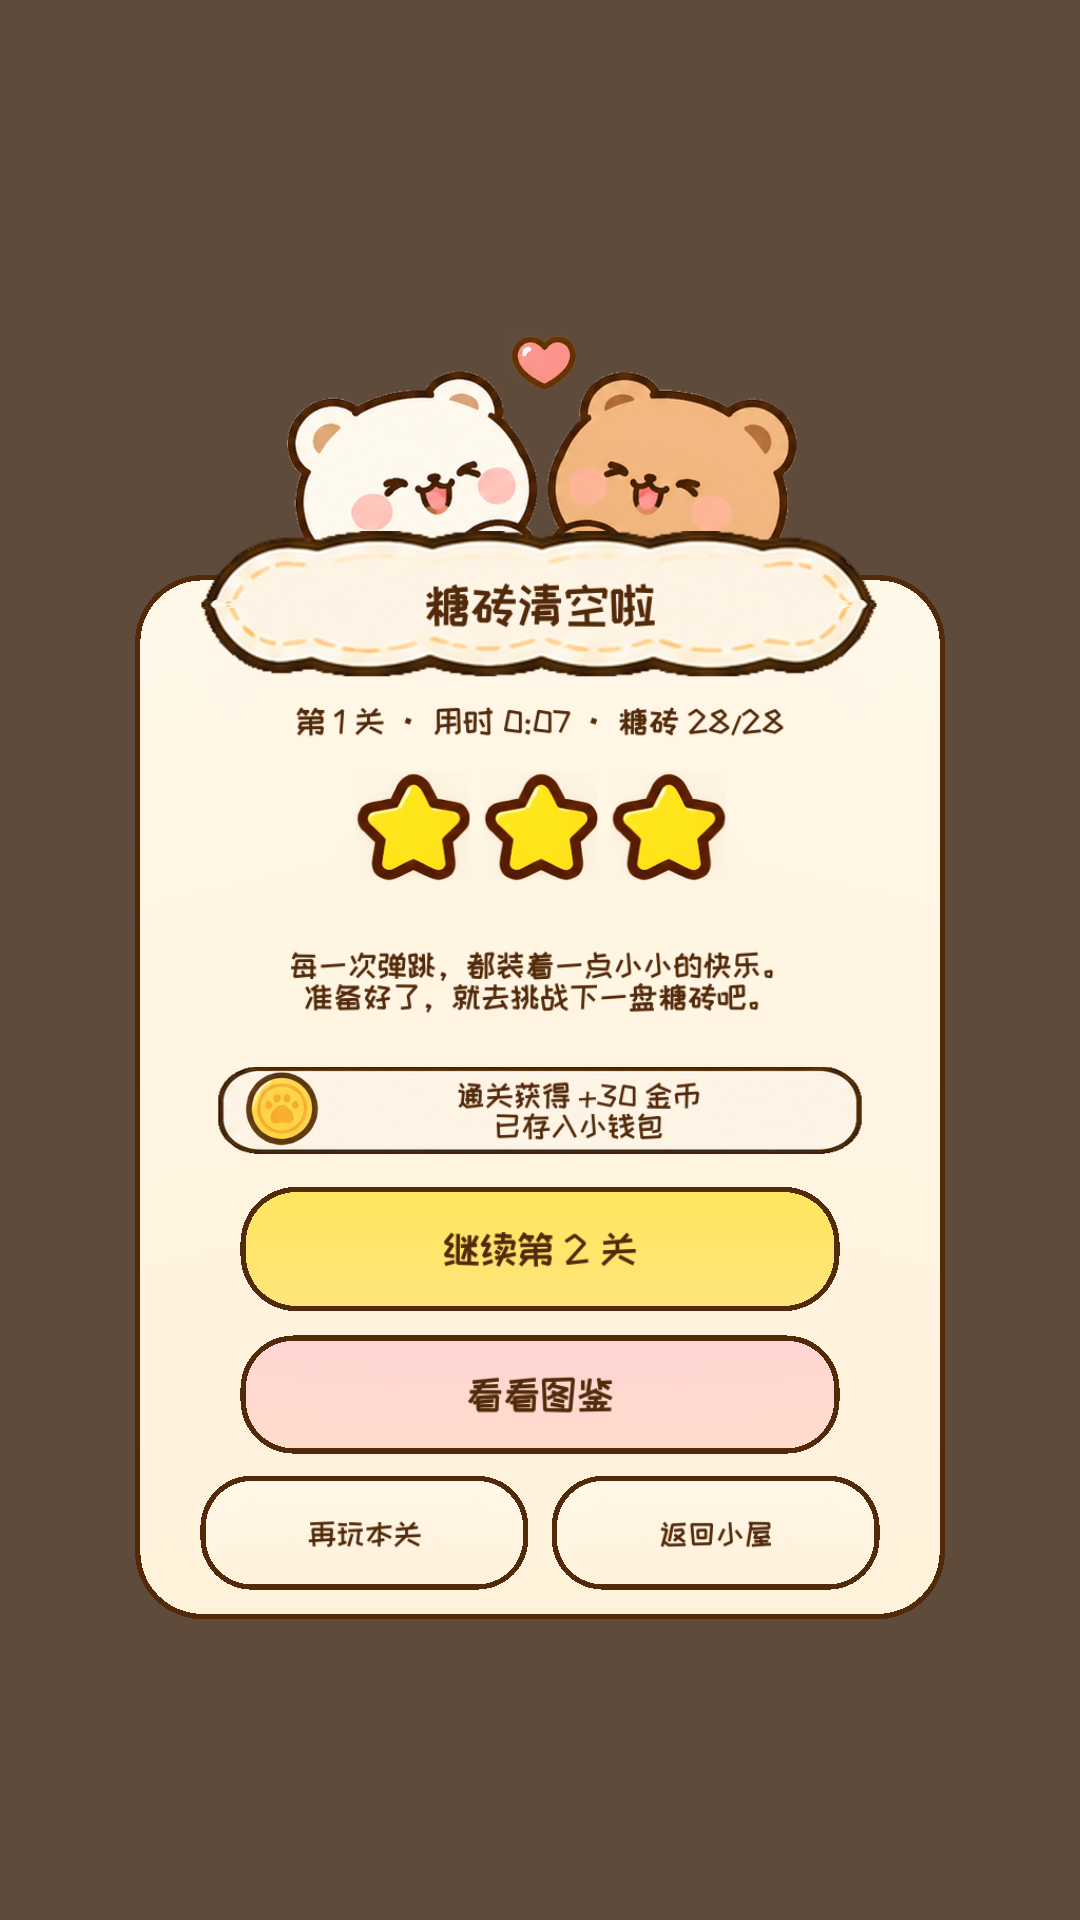 糖砖清空啦
第 1 关 · 用时 0:07 · 糖砖 28/28
每一次弹跳，都装着一点小小的快乐。
准备好了，就去挑战下一盘糖砖吧。
通关获得 +30 金币
已存入小钱包
继续第 2 关
看看图鉴
再玩本关
返回小屋